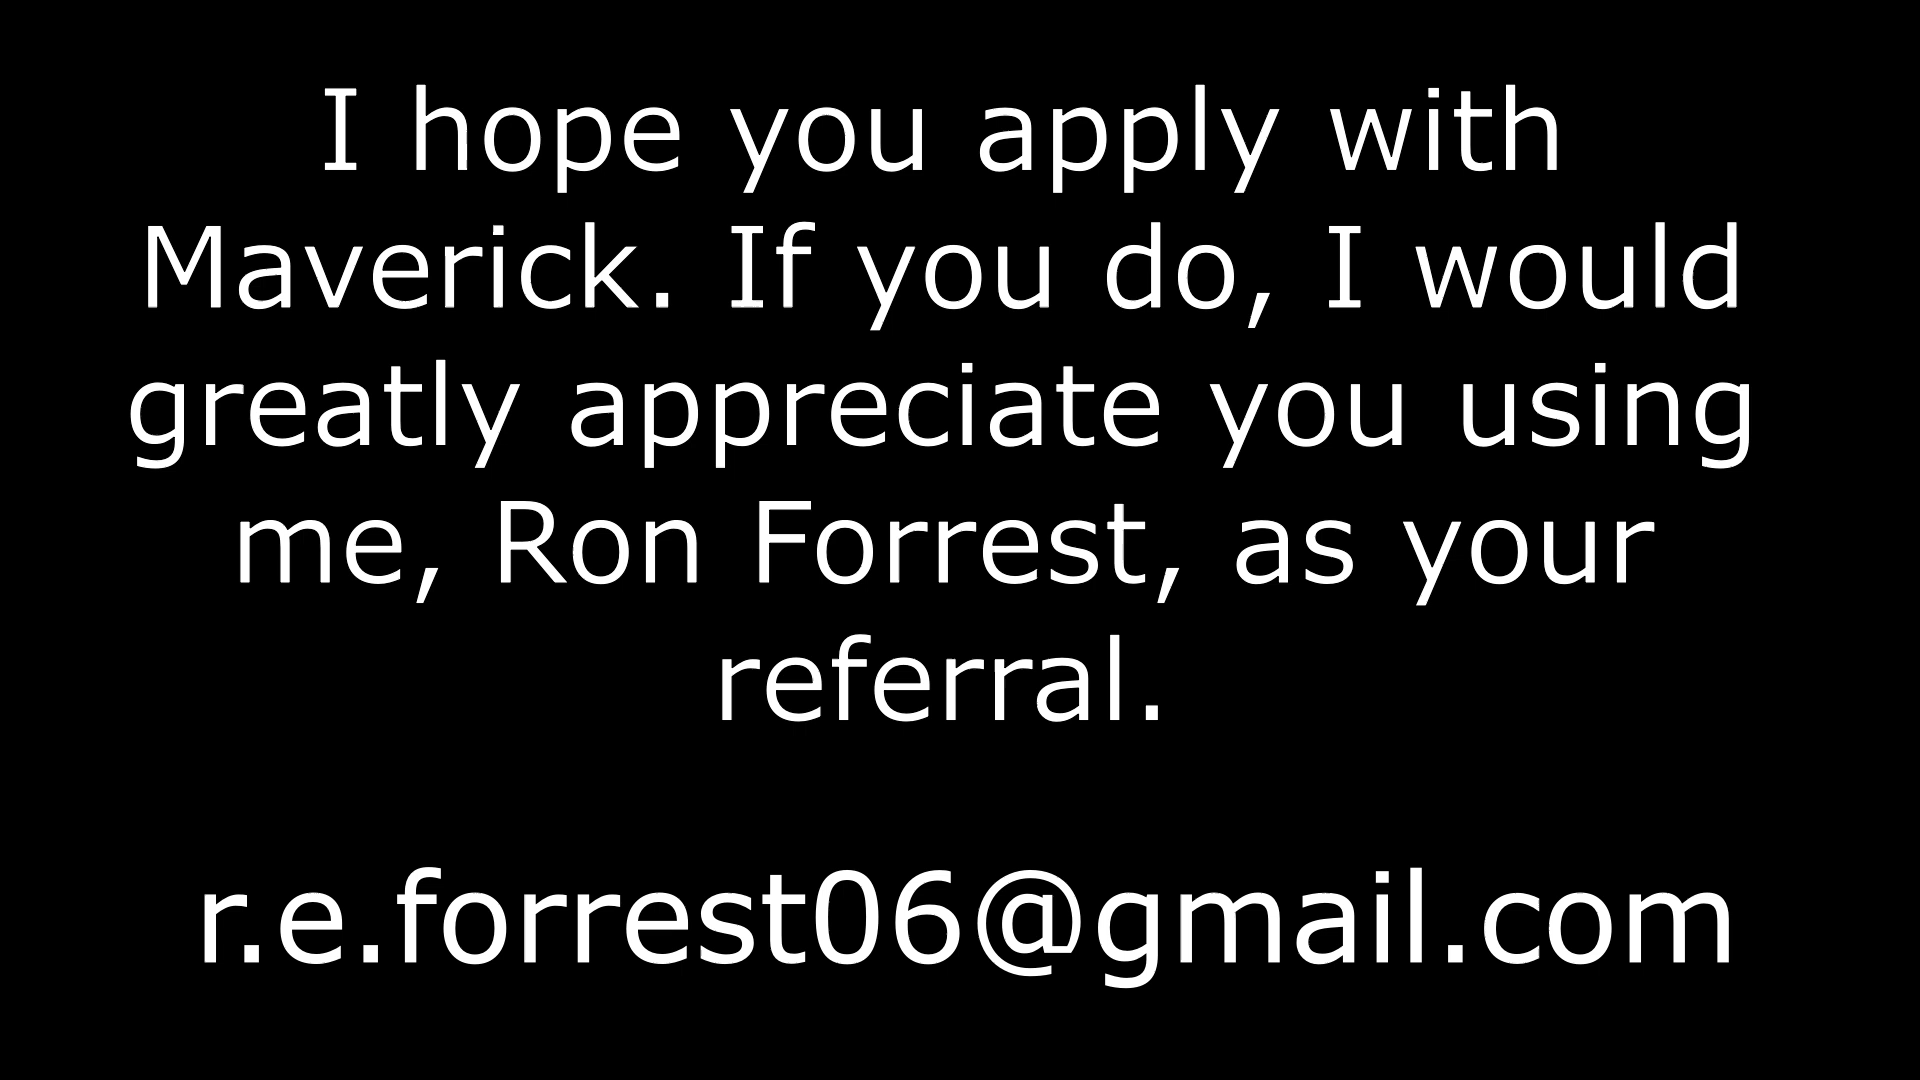 I hope you apply with
Maverick. If you do, I would
greatly appreciate you using
me, Ron Forrest, as your
referral.
r.e.forrest06@gmail.com